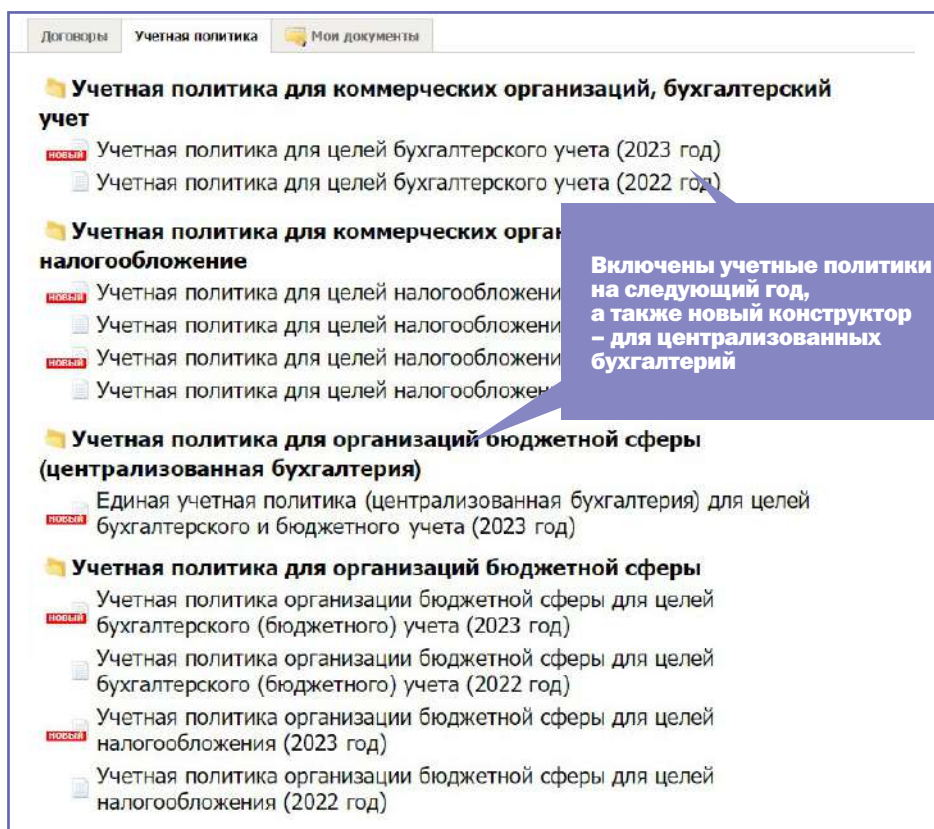 Договоры Учетная политика Мои документы
Учетная политика для коммерческих организаций, бухгалтерский
учет
новый Учетная политика для целей бухгалтерского учета (2023 год)
Учетная политика для целей бухгалтерского учета (2022 год)
Учетная политика для коммерческих
налогообложение
новый Учетная политика для целей
Учетная политика для целей
новый Учетная политика для целей
Учетная политика для целей
Включены учетные политики
на следующий год,
а также новый конструктор
– для централизованных
бухгалтерий
Учетная политика для организаций бюджетной сферы
(централизованная бухгалтерия)
Единая учетная политика (централизованная бухгалтерия) для целей
новый бухгалтерского и бюджетного учета (2023 год)
Учетная политика для организаций бюджетной сферы
Учетная политика организации бюджетной сферы для целей
новый бухгалтерского (бюджетного) учета (2023 год)
Учетная политика организации бюджетной сферы для целей
бухгалтерского (бюджетного) учета (2022 год)
Учетная политика организации бюджетной сферы для целей
новый налогообложения (2023 год)
Учетная политика организации бюджетной сферы для целей
налогообложения (2022 год)